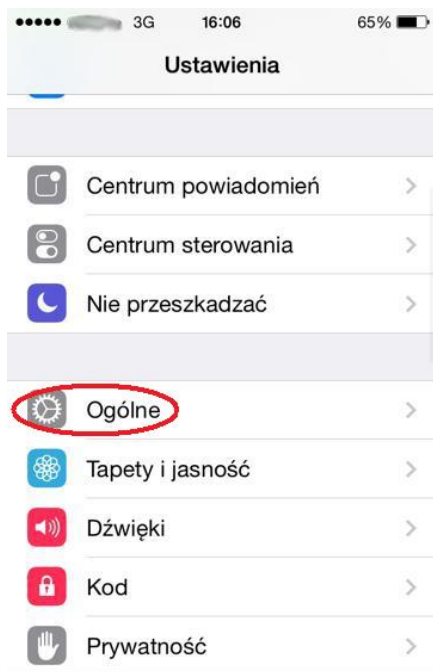 3G 16:06 65%
Ustawienia
Centrum powiadomień
Centrum sterowania
Nie przeszkadzać
Ogólne
Tapety i jasność
Dźwięki
Kod
Prywatność